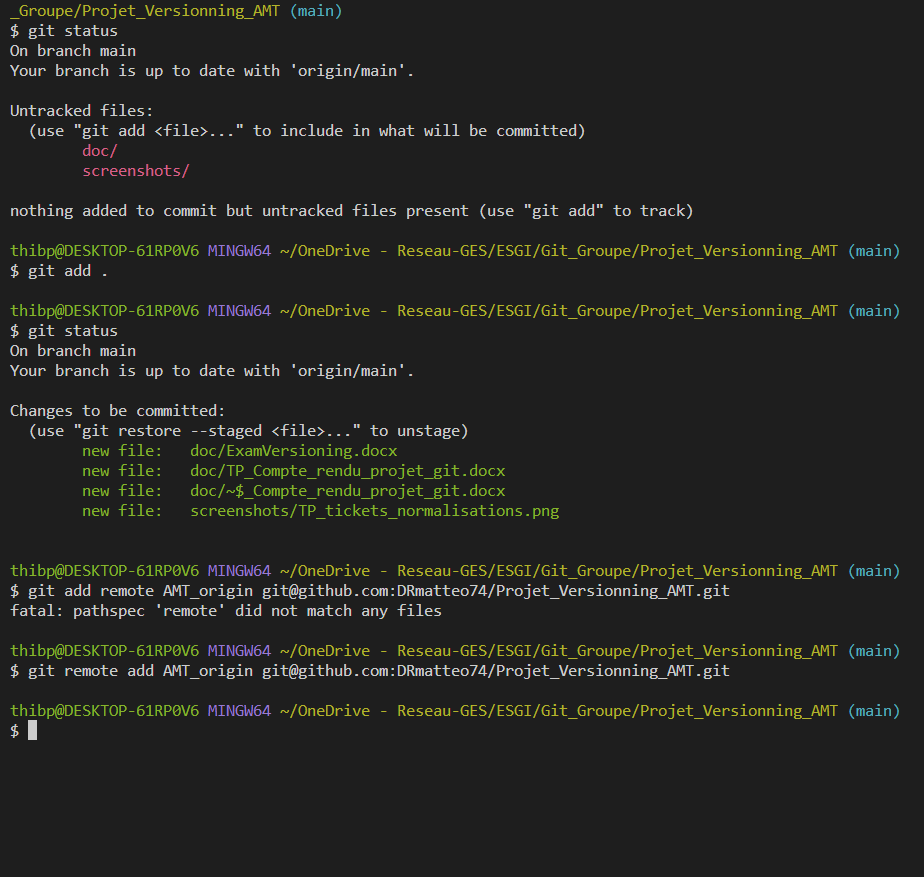 _Groupe/Projet_Versionning_AMT (main)
$ git status
On branch main
Your branch is up to date with 'origin/main'.
Untracked files:
(use "git add <file>..." to include in what will be committed)
doc/
screenshots/
nothing added to commit but untracked files present (use "git add" to track)
thibp@DESKTOP-61RP0V6 MINGW64 ~/OneDrive - Reseau-GES/ESGI/Git_Groupe/Projet_Versionning_AMT (main)
$ git add .
thibp@DESKTOP-61RP0V6 MINGW64 ~/OneDrive - Reseau-GES/ESGI/Git_Groupe/Projet_Versionning_AMT (main)
$ git status
On branch main
Your branch is up to date with 'origin/main'.
Changes to be committed:
(use "git restore --staged <file>..." to unstage)
new file:   doc/ExamVersioning.docx
new file:   doc/TP_Compte_rendu_projet_git.docx
new file:   doc/~$_Compte_rendu_projet_git.docx
new file:   screenshots/TP_tickets_normalisations.png
thibp@DESKTOP-61RP0V6 MINGW64 ~/OneDrive - Reseau-GES/ESGI/Git_Groupe/Projet_Versionning_AMT (main)
$ git add remote AMT_origin git@github.com:DRmatteo74/Projet_Versionning_AMT.git
fatal: pathspec 'remote' did not match any files
thibp@DESKTOP-61RP0V6 MINGW64 ~/OneDrive - Reseau-GES/ESGI/Git_Groupe/Projet_Versionning_AMT (main)
$ git remote add AMT_origin git@github.com:DRmatteo74/Projet_Versionning_AMT.git
thibp@DESKTOP-61RP0V6 MINGW64 ~/OneDrive - Reseau-GES/ESGI/Git_Groupe/Projet_Versionning_AMT (main)
$